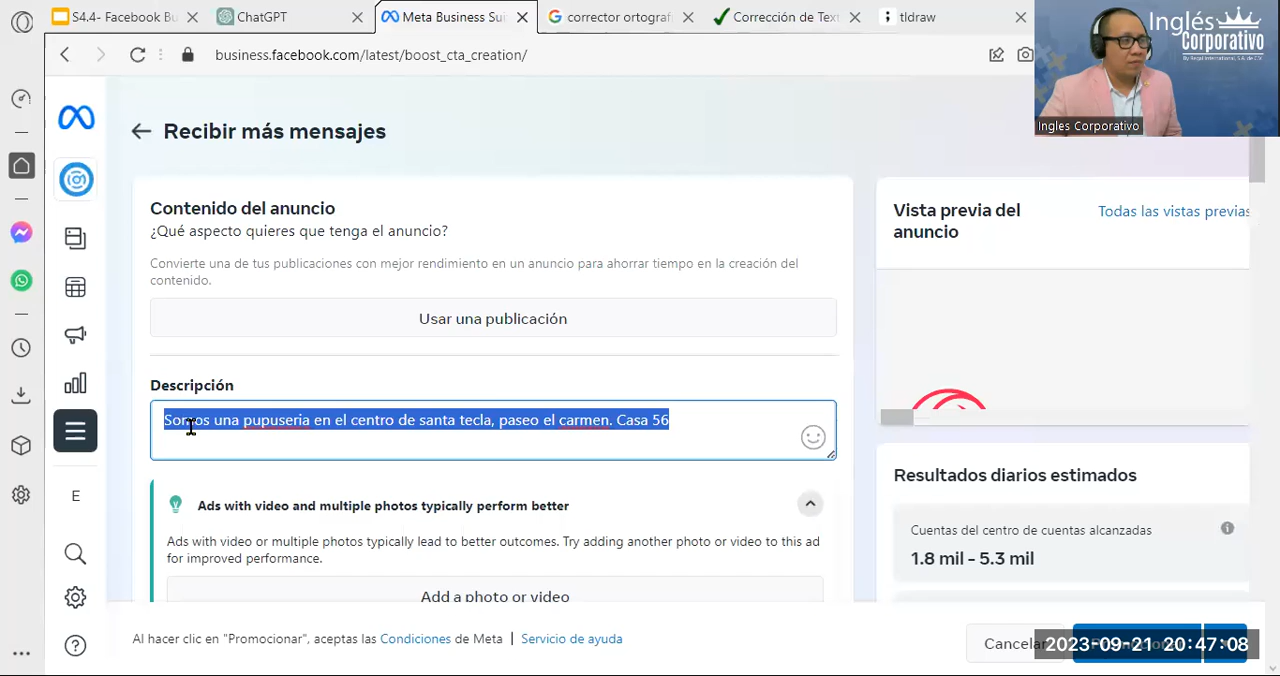 S4.4- Facebook Bu
ChatGPT
Meta Business Sui
corrector ortograf
Corrección de Tex
tldraw
business.facebook.com/latest/boost_cta_creation/
Inglés
Corporativo
By Regal International, S.A. de C.V.
Ingles Corporativo
Recibir más mensajes
Contenido del anuncio
¿Qué aspecto quieres que tenga el anuncio?
Convierte una de tus publicaciones con mejor rendimiento en un anuncio para ahorrar tiempo en la creación del
contenido.
Usar una publicación
Descripción
Somos una pupuseria en el centro de santa tecla, paseo el carmen. Casa 56
Ads with video and multiple photos typically perform better
Ads with video or multiple photos typically lead to better outcomes. Try adding another photo or video to this ad
for improved performance.
Add a photo or video
Vista previa del
anuncio
Todas las vistas previas
Resultados diarios estimados
Cuentas del centro de cuentas alcanzadas
1.8 mil - 5.3 mil
E
Al hacer clic en "Promocionar", aceptas las Condiciones de Meta | Servicio de ayuda
Cancelar
2023-09-21 20:47:08